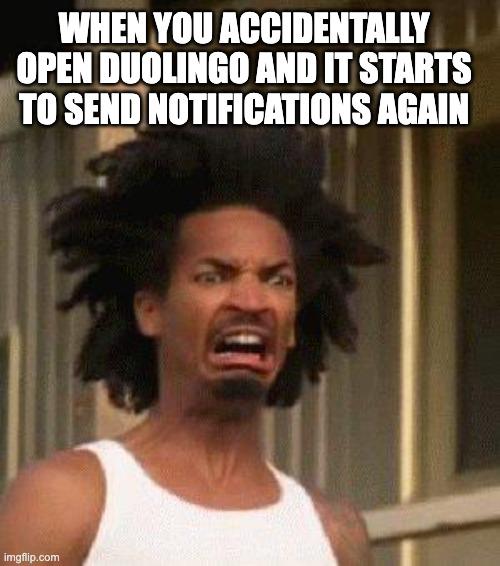 WHEN YOU ACCIDENTALLY
OPEN DUOLINGO AND IT STARTS
TO SEND NOTIFICATIONS AGAIN
imgflip.com